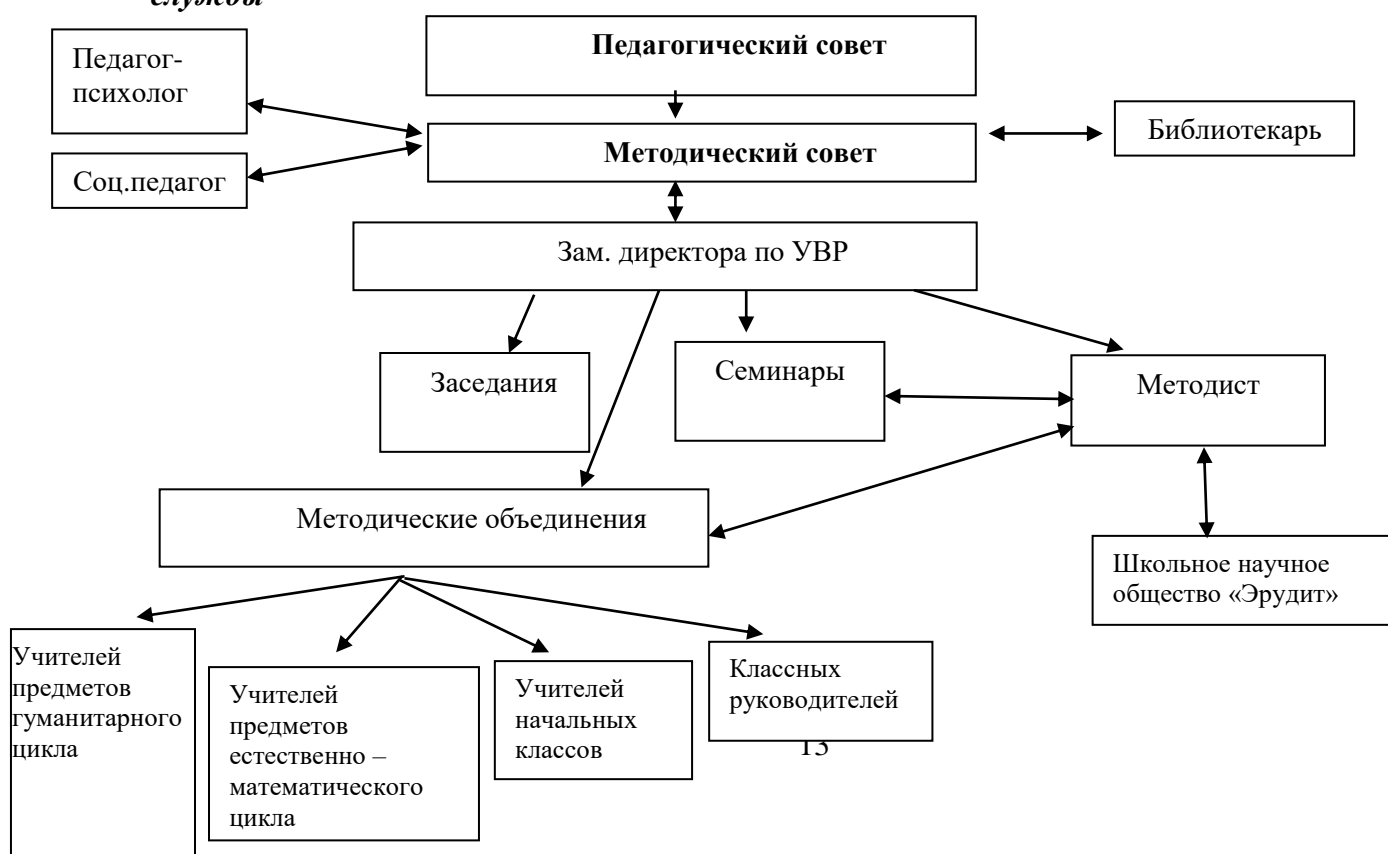 службы
Педагогический совет
Педагог-
психолог
Библиотекарь
Методический совет
Соц.педагог
Зам. директора по УВР
Заседания
Семинары
Методист
Методические объединения
Школьное научное
общество «Эрудит»
Учителей
предметов
гуманитарного
цикла
Учителей
предметов
естественно –
математического
цикла
Учителей
начальных
классов
Классных
руководителей
13